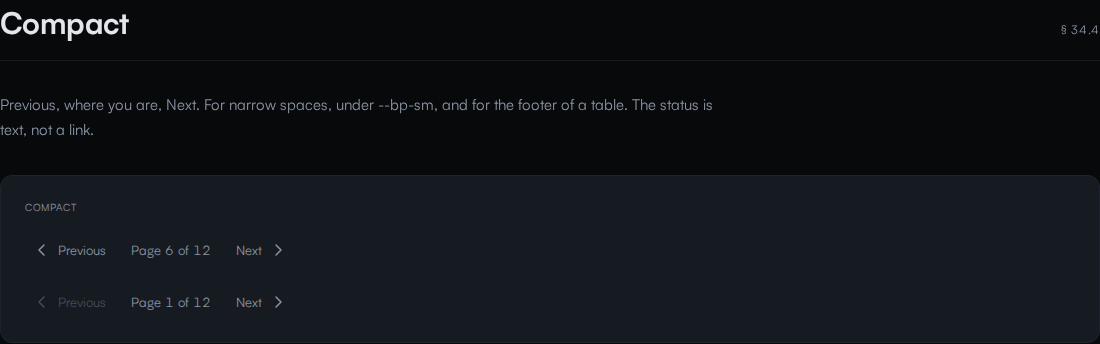 Compact
§ 34.4
Previous, where you are, Next. For narrow spaces, under --bp-sm, and for the footer of a table. The status is
text, not a link.
COMPACT
Previous Page 6 of 12 Next
Previous Page 1 of 12 Next